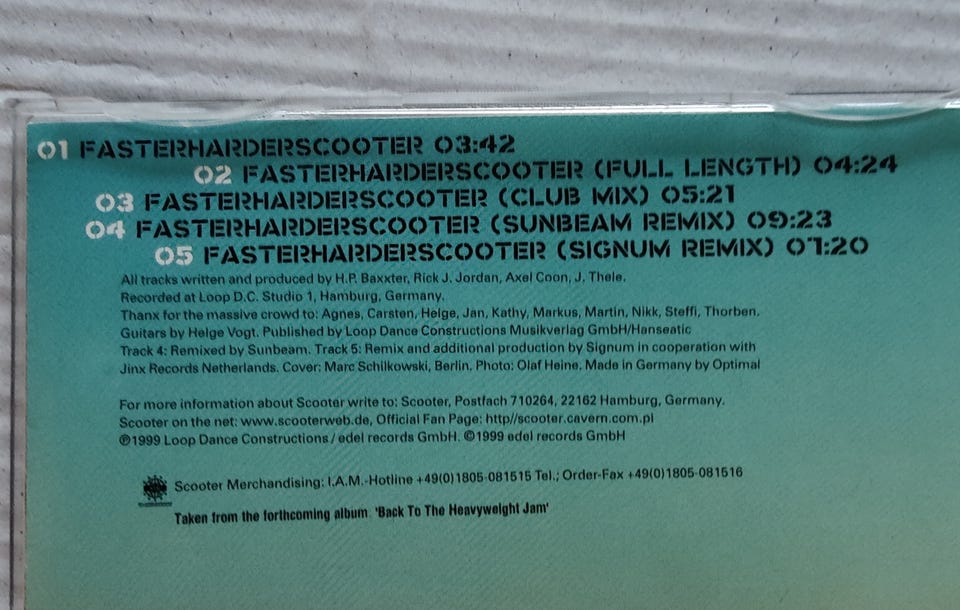 01 FASTERHARDERSCOOTER 03:42
02 FASTERHARDERSCOOTER (FULL LENGTH) 04:24
03 FASTERHARDERSCOOTER (CLUB MIX) 05:21
04 FASTERHARDERSCOOTER (SUNBEAM REMIX) 09:23
05 FASTERHARDERSCOOTER (SIGNUM REMIX) 07:20
All tracks written and produced by H.P. Baxxter, Rick J. Jordan, Axel Coon, J. Thele.
Recorded at Loop D.C. Studio 1, Hamburg, Germany.
Thanx for the massive crowd to: Agnes, Carsten, Helge, Jan, Kathy, Markus, Martin, Nikk, Steffi, Thorben.
Guitars by Helge Vogt. Published by Loop Dance Constructions Musikverlag GmbH/Hanseatic
Track 4: Remixed by Sunbeam. Track 5: Remix and additional production by Signum in cooperation with
Jinx Records Netherlands. Cover: Marc Schilkowski, Berlin. Photo: Olaf Heine. Made in Germany by Optimal
For more information about Scooter write to: Scooter, Postfach 710264, 22162 Hamburg, Germany.
Scooter on the net: www.scooterweb.de, Official Fan Page: http//scooter.cavern.com.pl
℗1999 Loop Dance Constructions / edel records GmbH. ©1999 edel records GmbH
Scooter Merchandising: I.A.M.-Hotline +49(0)1805-081515 Tel.; Order-Fax +49(0)1805-081516
Taken from the forthcoming album 'Back To The Heavyweight Jam'